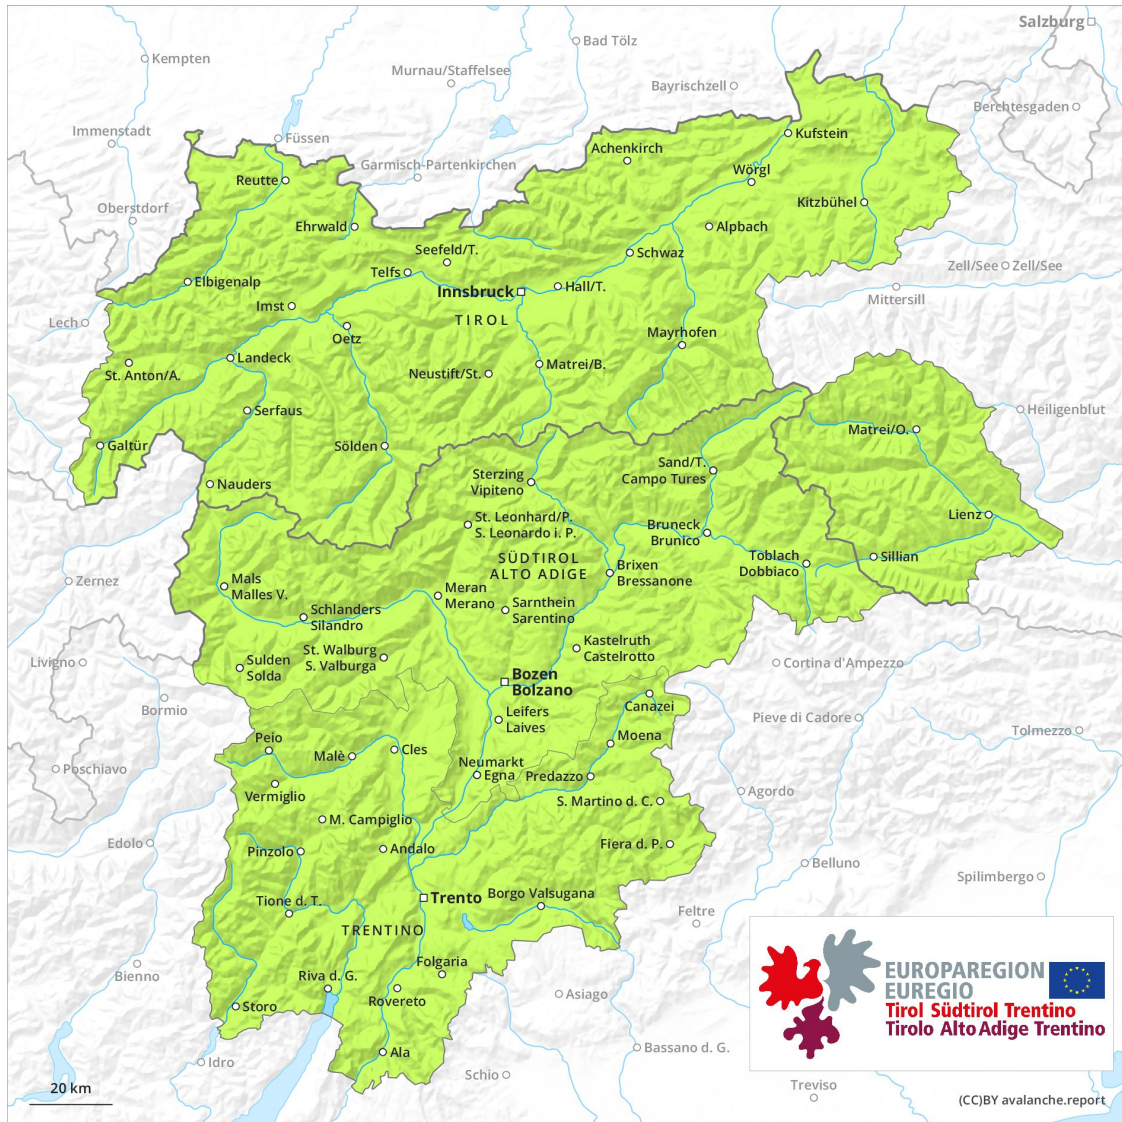 Salzburg
Bad Tölz
Kempten
Murnau/Staffelsee
Bayrischzell
Berchtesgaden
Immenstadt
Füssen
Kufstein
Achenkirch
Garmisch-Partenkirchen
Wörgl
Reutte
Kitzbühel
Oberstdorf
Ehrwald
Alpbach
Seefeld/T.
Schwaz
Telfs
Zell/See
Zell/See
Elbigenalp
Innsbruck
Hall/T.
Mittersill
Imst
TIROL
Lech
Oetz
Mayrhofen
Landeck
Matrei/B.
St. Anton/A.
Neustift/St.
Serfaus
Heiligenblut
Matrei/O.
Galtür
Sölden
Sand/T.
Campo Tures
Sterzing
Vipiteno
Nauders
Lienz
St. Leonhard/P.
S. Leonardo i. P.
Bruneck
Brunico
SÜDTIROL
ALTO ADIGE
Toblach
Dobbiaco
Sillian
Brixen
Bressanone
Zernez
Mals
Malles V.
Meran
Merano
Sarnthein
Sarentino
Schlanders
Silandro
Kastelruth
Castelrotto
St. Walburg
S. Valburga
Livigno
Sulden
Solda
Cortina d'Ampezzo
Bozen
Bolzano
Bormio
Canazei
Leifers
Laives
Pieve di Cadore
Tolmezzo
Moena
Peio
Cles
Malè
Neumarkt
Egna
Predazzo
Poschiavo
Vermiglio
Agordo
S. Martino d. C.
M. Campiglio
Edolo
Pinzolo
Andalo
Fiera d. P.
Belluno
Spilimbergo
Trento
Borgo Valsugana
Tione d. T.
Feltre
TRENTINO
Folgaria
Bienno
Riva d. G.
Rovereto
Asiago
Storo
EUROPAREGION
EUREGIO
Tirol Südtirol Trentino
Tirolo Alto Adige Trentino
Ala
Bassano d. G.
Idro
Schio
20 km
Treviso
(CC)BY avalanche.report